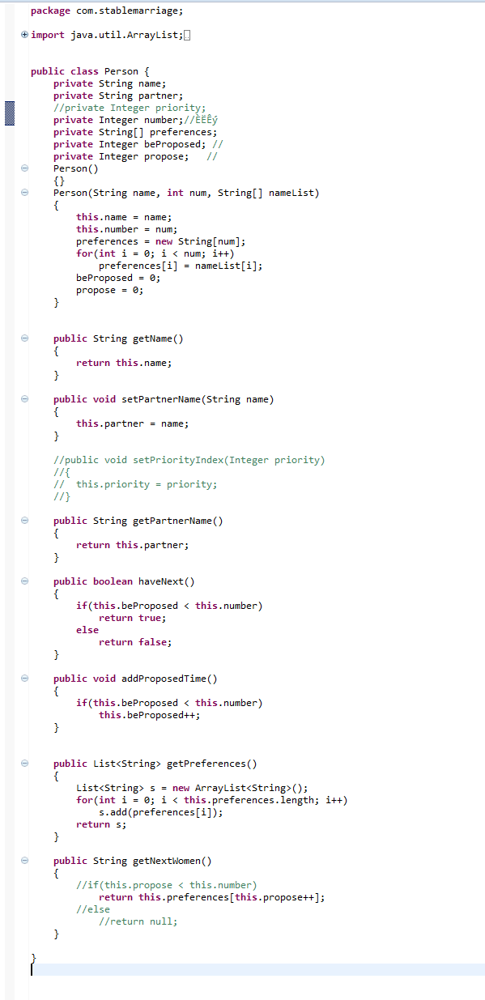 package com.stablemarriage;
import java.util.ArrayList;
public class Person {
private String name;
private String partner;
//private Integer priority;
private Integer number;//ÈËÊý
private String[] preferences;
private Integer beProposed; //
private Integer propose;   //
Person()
{}
Person(String name, int num, String[] nameList)
{
this.name = name;
this.number = num;
preferences = new String[num];
for(int i = 0; i < num; i++)
preferences[i] = nameList[i];
beProposed = 0;
propose = 0;
}
public String getName()
{
return this.name;
}
public void setPartnerName(String name)
{
this.partner = name;
}
//public void setPriorityIndex(Integer priority)
//{
//  this.priority = priority;
//}
public String getPartnerName()
{
return this.partner;
}
public boolean haveNext()
{
if(this.beProposed < this.number)
return true;
else
return false;
}
public void addProposedTime()
{
if(this.beProposed < this.number)
this.beProposed++;
}
public List<String> getPreferences()
{
List<String> s = new ArrayList<String>();
for(int i = 0; i < this.preferences.length; i++)
s.add(preferences[i]);
return s;
}
public String getNextWomen()
{
//if(this.propose < this.number)
return this.preferences[this.propose++];
//else
//return null;
}
}